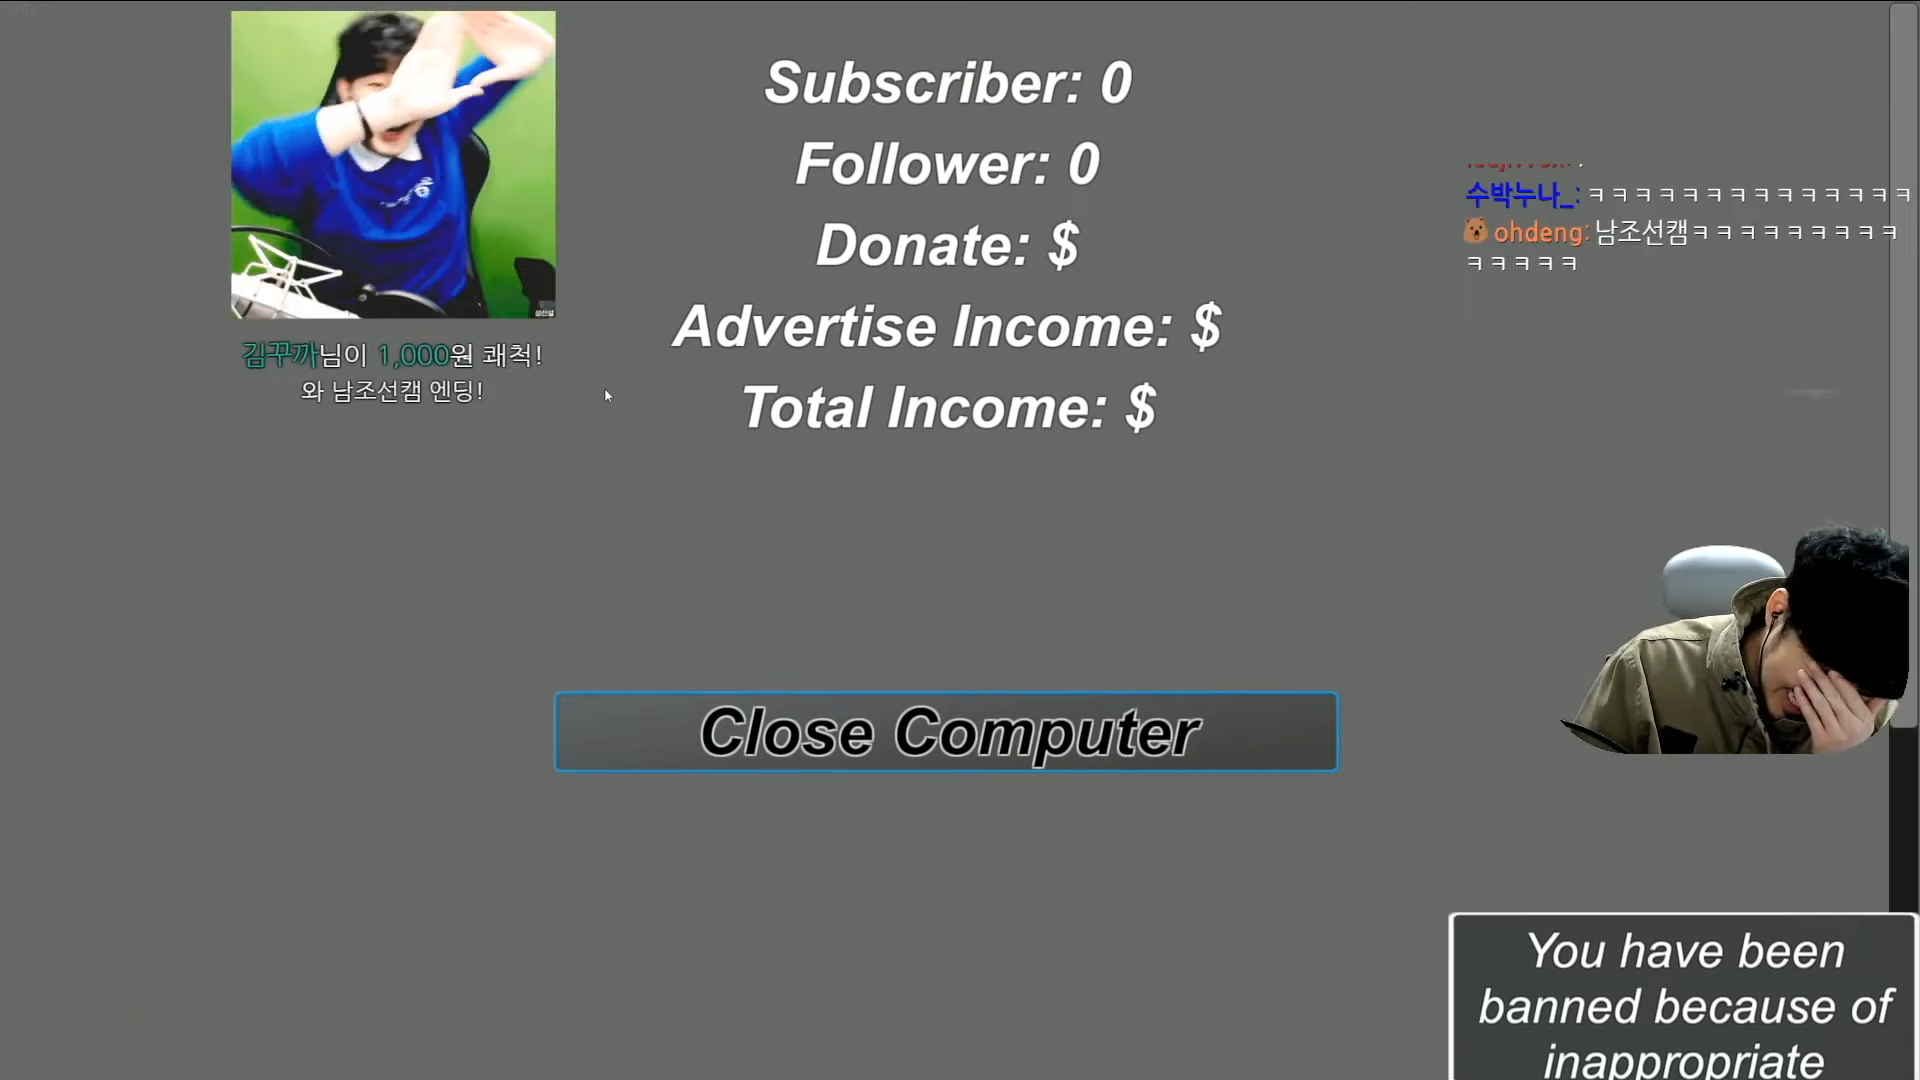 Subscriber: 0
Follower: 0
Donate: $
Advertise Income: $
Total Income: $
김꾸까님이 1,000원 쾌척!
와 남조선캠 엔딩!
수박누나_: ㅋㅋㅋㅋㅋㅋㅋㅋㅋㅋㅋㅋㅋㅋ
ohdeng: 남조선캠ㅋㅋㅋㅋㅋㅋㅋㅋㅋ
ㅋㅋㅋㅋㅋ
Close Computer
You have been
banned because of
inappropriate